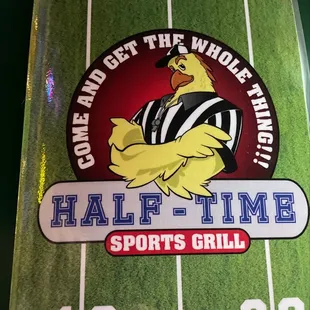 COME AND GET THE WHOLE THING!!!
HALF-TIME
SPORTS GRILL